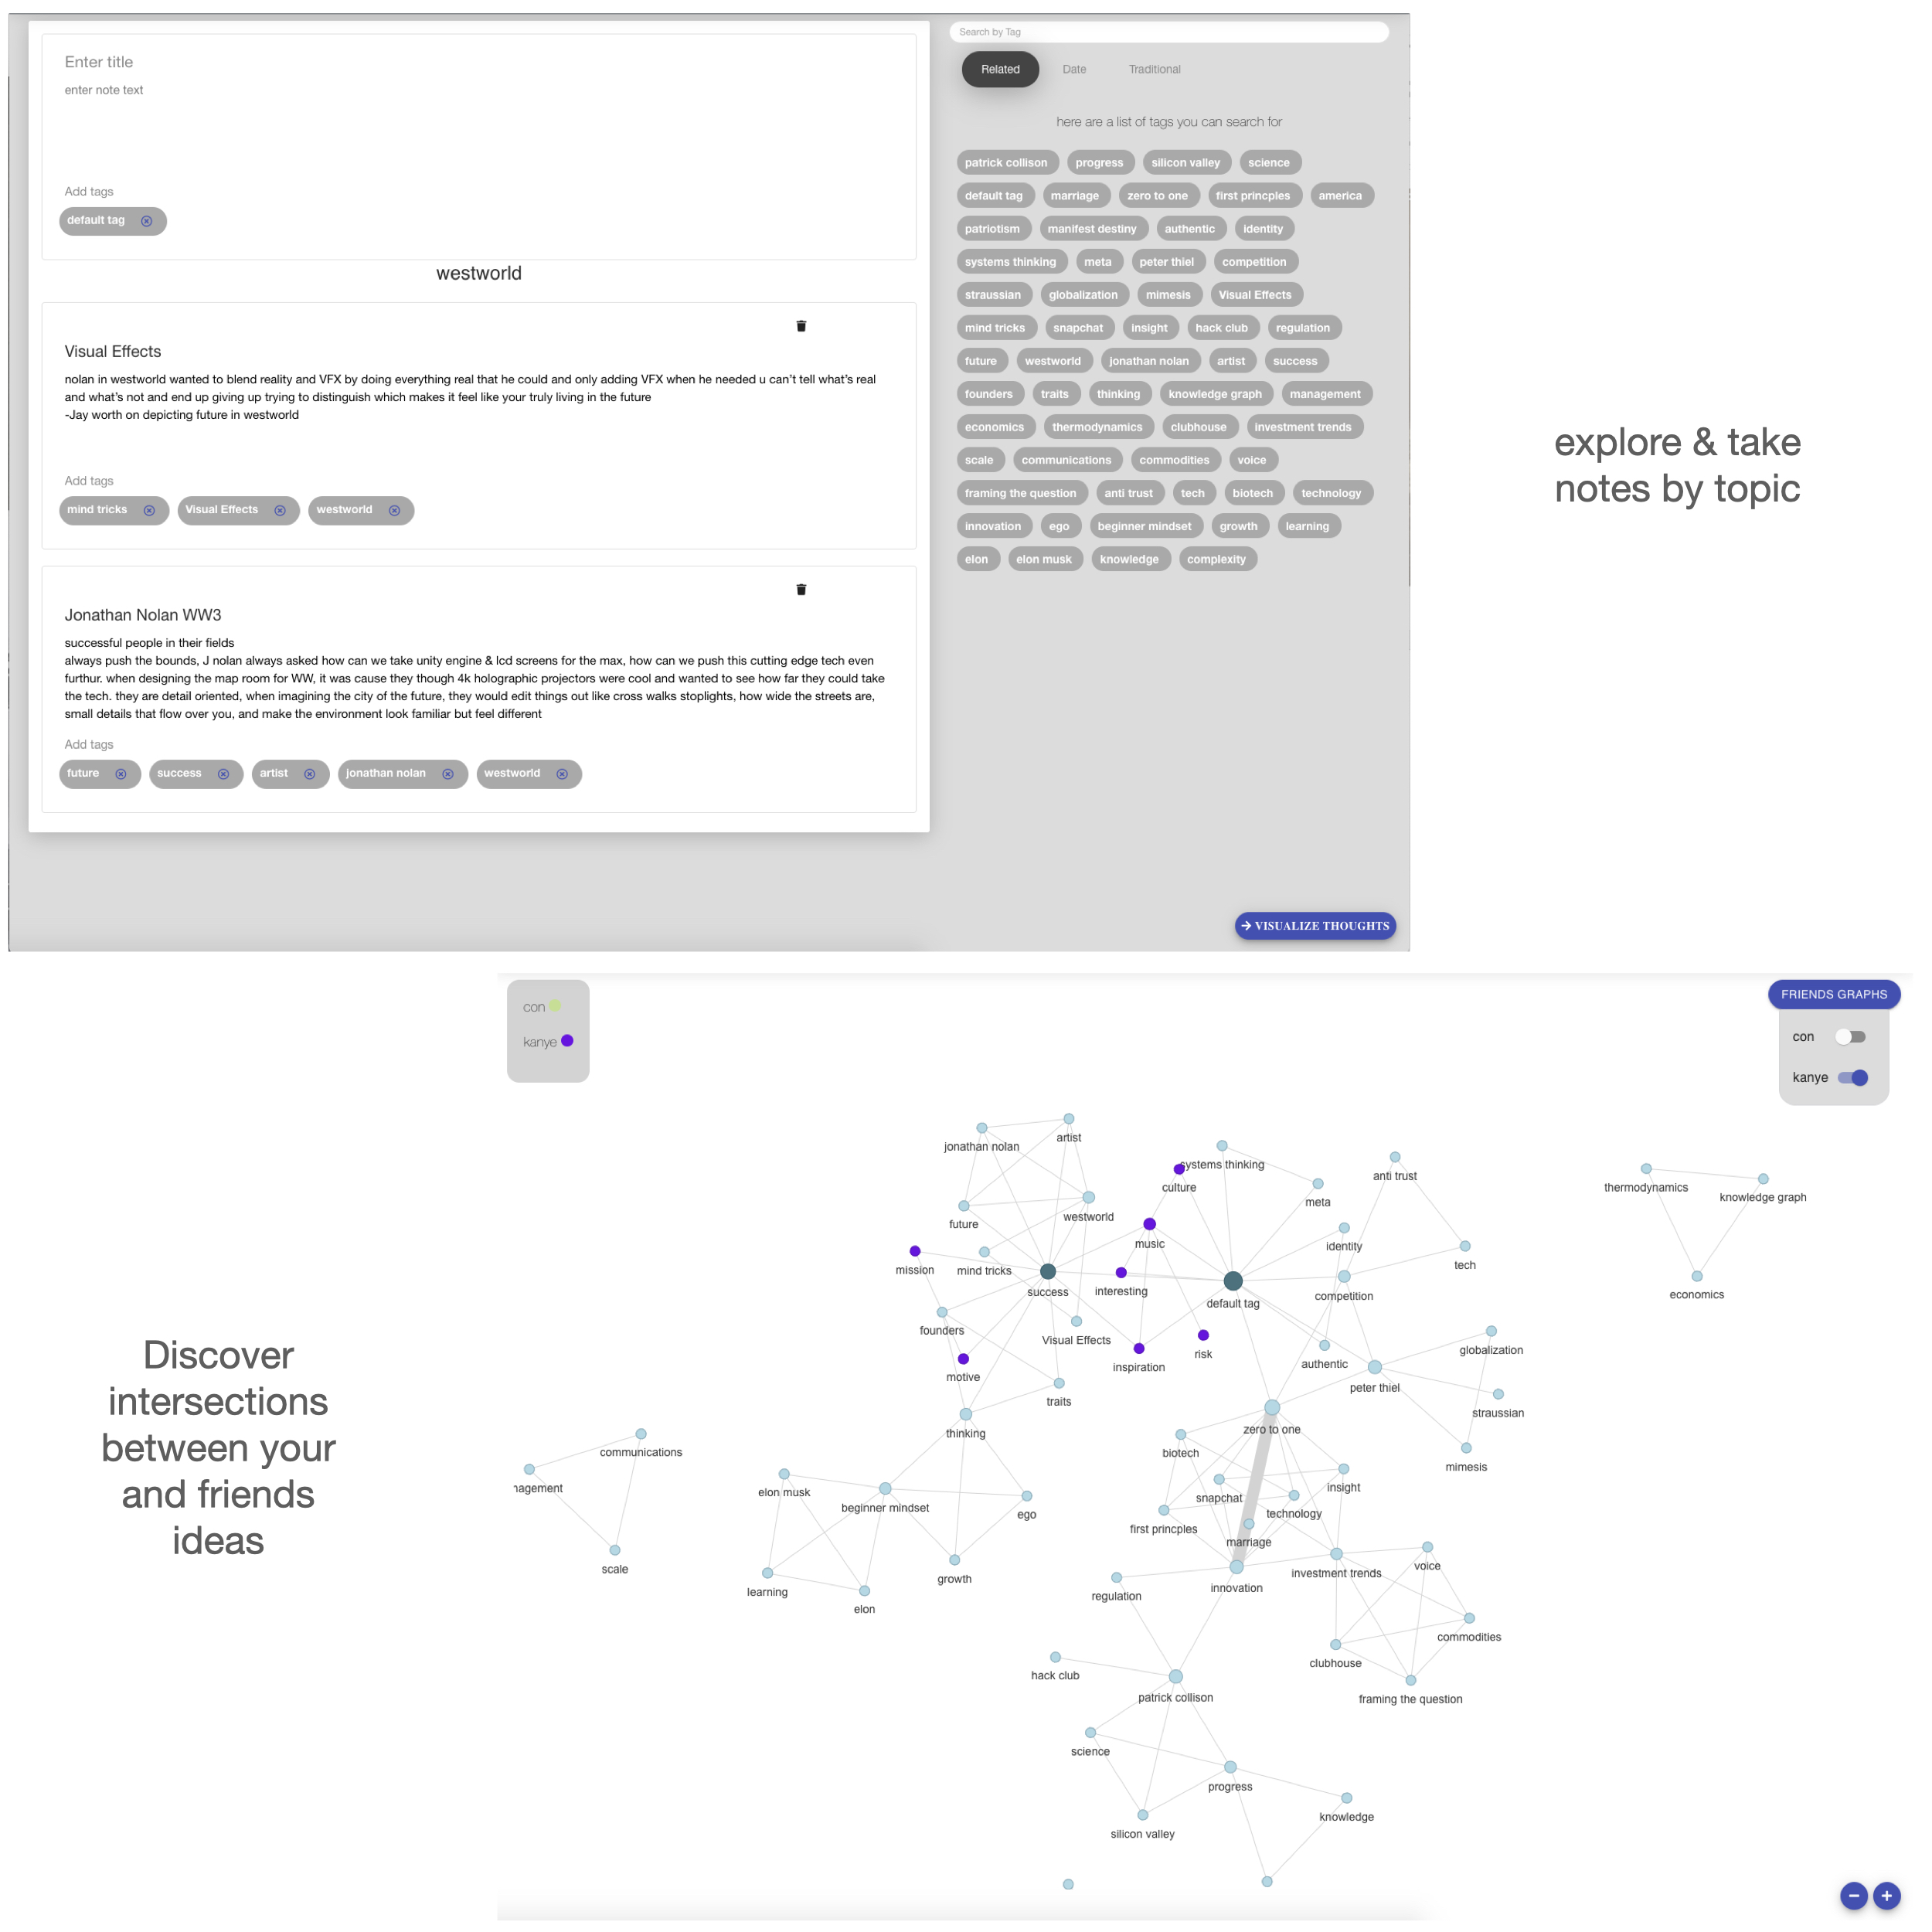 Enter title
enter note text
Add tags
default tag
westworld
Visual Effects
nolan in westworld wanted to blend reality and VFX by doing everything real that he could and only adding VFX when he needed u can't tell what's real
and what's not and end up giving up trying to distinguish which makes it feel like your truly living in the future
-Jay worth on depicting future in westworld
Add tags
mind tricks Visual Effects westworld
Jonathan Nolan WW3
successful people in their fields
always push the bounds, J nolan always asked how can we take unity engine & lcd screens for the max, how can we push this cutting edge tech even
furthur. when designing the map room for WW, it was cause they though 4k holographic projectors were cool and wanted to see how far they could take
the tech. they are detail oriented, when imagining the city of the future, they would edit things out like cross walks stoplights, how wide the streets are,
small details that flow over you, and make the environment look familiar but feel different
Add tags
future success artist jonathan nolan westworld
Search by Tag
Related Date Traditional
here are a list of tags you can search for
patrick collison progress silicon valley science
default tag marriage zero to one first princples america
patriotism manifest destiny authentic identity
systems thinking meta peter thiel competition
straussian globalization mimesis Visual Effects
mind tricks snapchat insight hack club regulation
future westworld jonathan nolan artist success
founders traits thinking knowledge graph management
economics thermodynamics clubhouse investment trends
scale communications commodities voice
framing the question anti trust tech biotech technology
innovation ego beginner mindset growth learning
elon elon musk knowledge complexity
VISUALIZE THOUGHTS
explore & take
notes by topic
Discover
intersections
between your
and friends
ideas
con
kanye
FRIENDS GRAPHS
con
kanye
artist
jonathan nolan
systems thinking
anti trust
culture
thermodynamics
knowledge graph
meta
westworld
future
music
identity
tech
mission
mind tricks
success
interesting
default tag
competition
economics
founders
Visual Effects
risk
globalization
inspiration
authentic
motive
peter thiel
traits
straussian
thinking
zero to one
communications
biotech
mimesis
nagement
elon musk
beginner mindset
insight
snapchat
ego
technology
first princples
marriage
scale
voice
investment trends
growth
learning
innovation
regulation
elon
commodities
clubhouse
hack club
patrick collison
framing the question
science
progress
knowledge
silicon valley